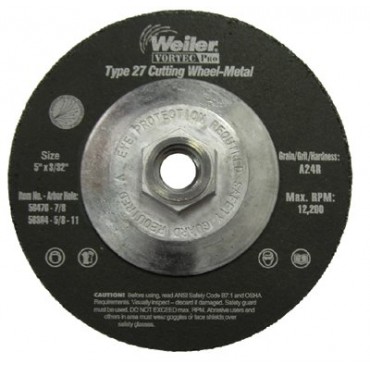 Weiler
VORTEC PRO
Type 27 Cutting Wheel-Metal
EYE PROTECTION REQUIRED
SAFETY GUARD REQUIRED
Size
5" x 3/32"
Item No. - Arbor Hole:
56476 - 7/8
56384 - 5/8 - 11
Grain/Grit/Hardness:
A24R
Max. RPM:
12,200
CAUTION! Before using, read ANSI Safety Code B7.1 and OSHA
Requirements. Visually inspect - discard if damaged. Safety guard
must be used. DO NOT EXCEED max. RPM. Abrasive users and
others in area must wear goggles or face shields over
safety glasses.